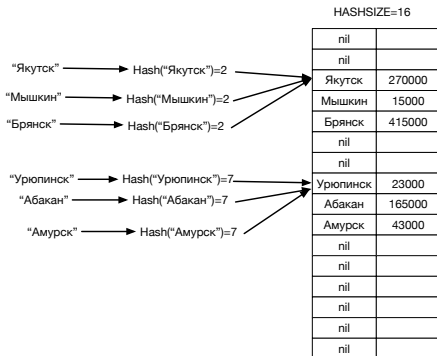 HASHSIZE=16
nil
nil
“Якутск” Hash(“Якутск”)=2 Якутск 270000
“Мышкин” Hash(“Мышкин”)=2 Мышкин 15000
“Брянск” Hash(“Брянск”)=2 Брянск 415000
nil
nil
“Урюпинск” Hash(“Урюпинск”)=7 Урюпинск 23000
“Абакан” Hash(“Абакан”)=7 Абакан 165000
“Амурск” Hash(“Амурск”)=7 Амурск 43000
nil
nil
nil
nil
nil
nil